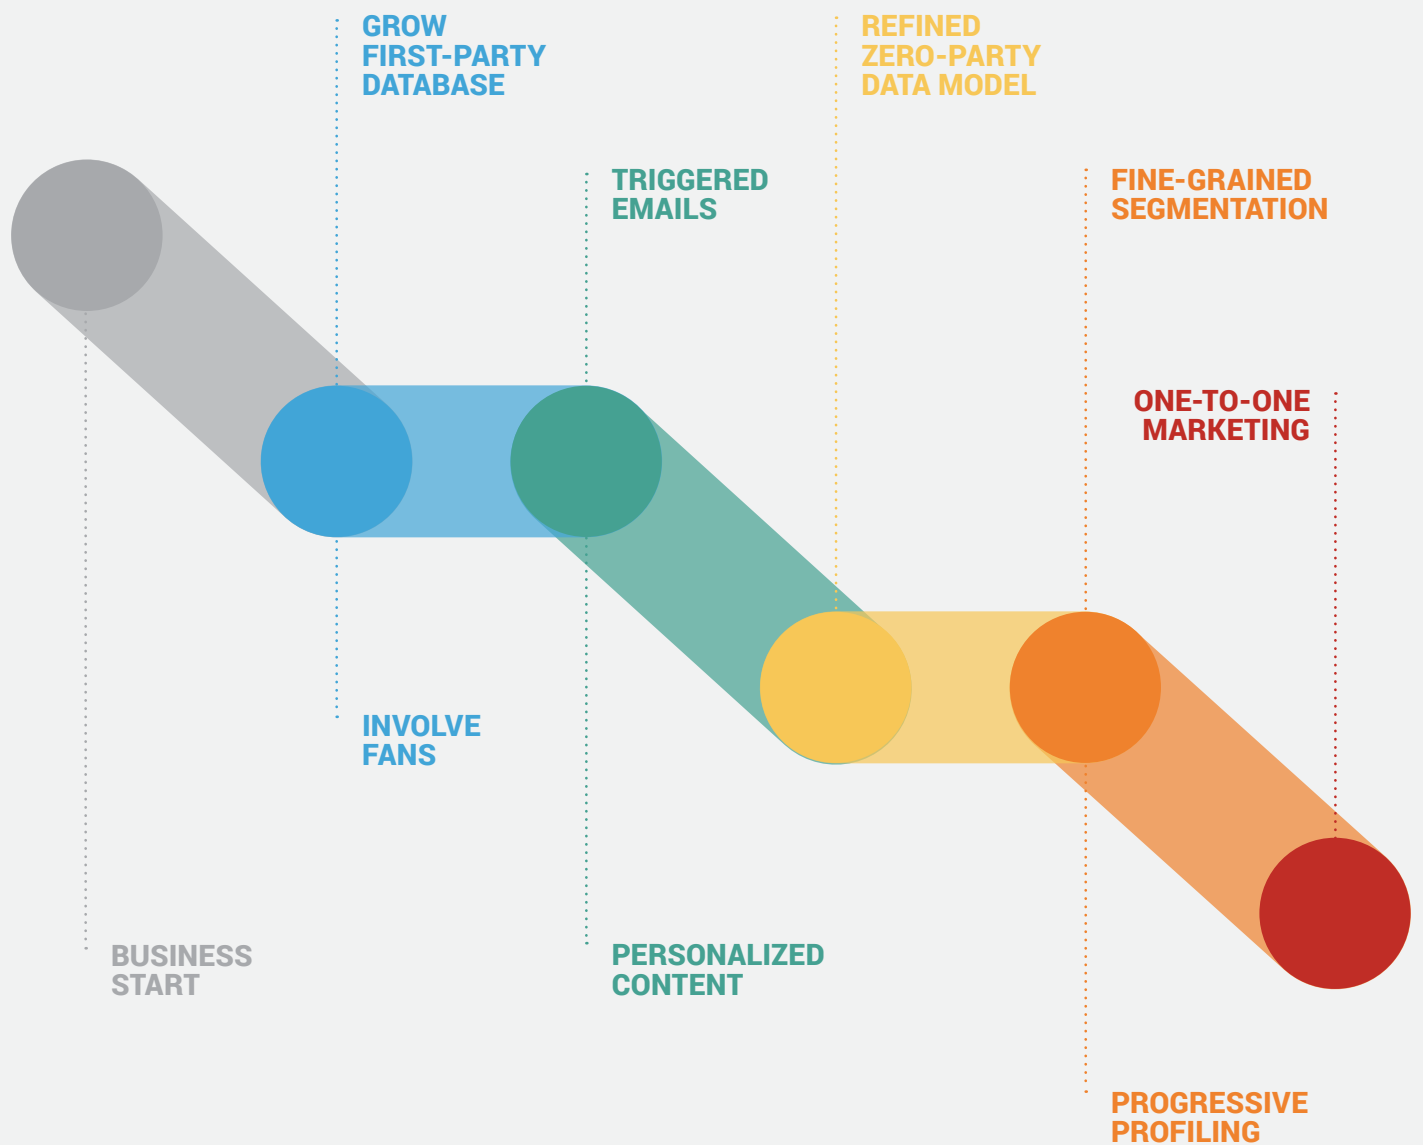 GROW
FIRST-PARTY
DATABASE
REFINED
ZERO-PARTY
DATA MODEL
TRIGGERED
EMAILS
FINE-GRAINED
SEGMENTATION
ONE-TO-ONE
MARKETING
INVOLVE
FANS
BUSINESS
START
PERSONALIZED
CONTENT
PROGRESSIVE
PROFILING